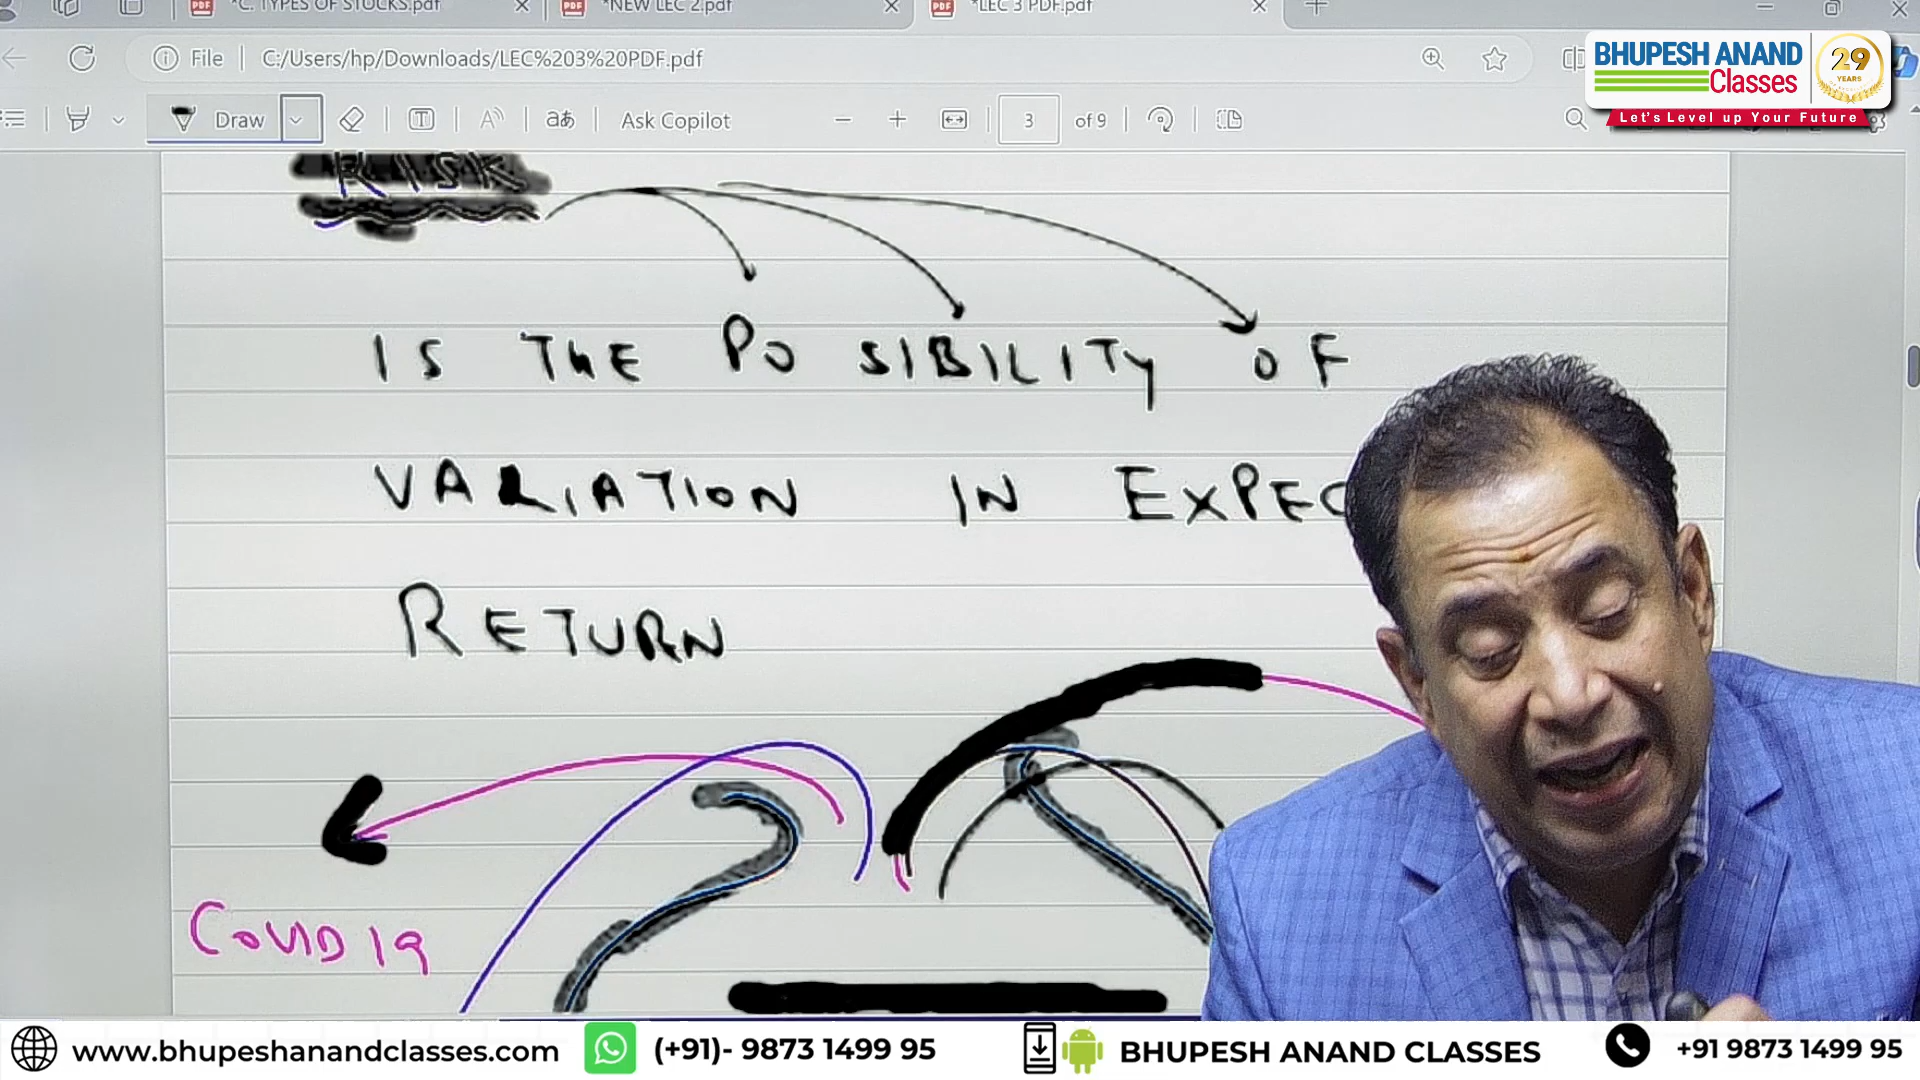 *C. TYPES OF STOCKS.pdf
*NEW LEC 2.pdf
*LEC 3 PDF.pdf
File
C:/Users/hp/Downloads/LEC%203%20PDF.pdf
BHUPESH ANAND
Classes
29
YEARS
Let's Level up Your Future
Draw
Ask Copilot
3
of 9
RISK
IS THE POSIBILITY OF
VARIATION IN EXPEC
RETURN
COVID 19
www.bhupeshanandclasses.com
(+91)- 9873 1499 95
BHUPESH ANAND CLASSES
+91 9873 1499 95